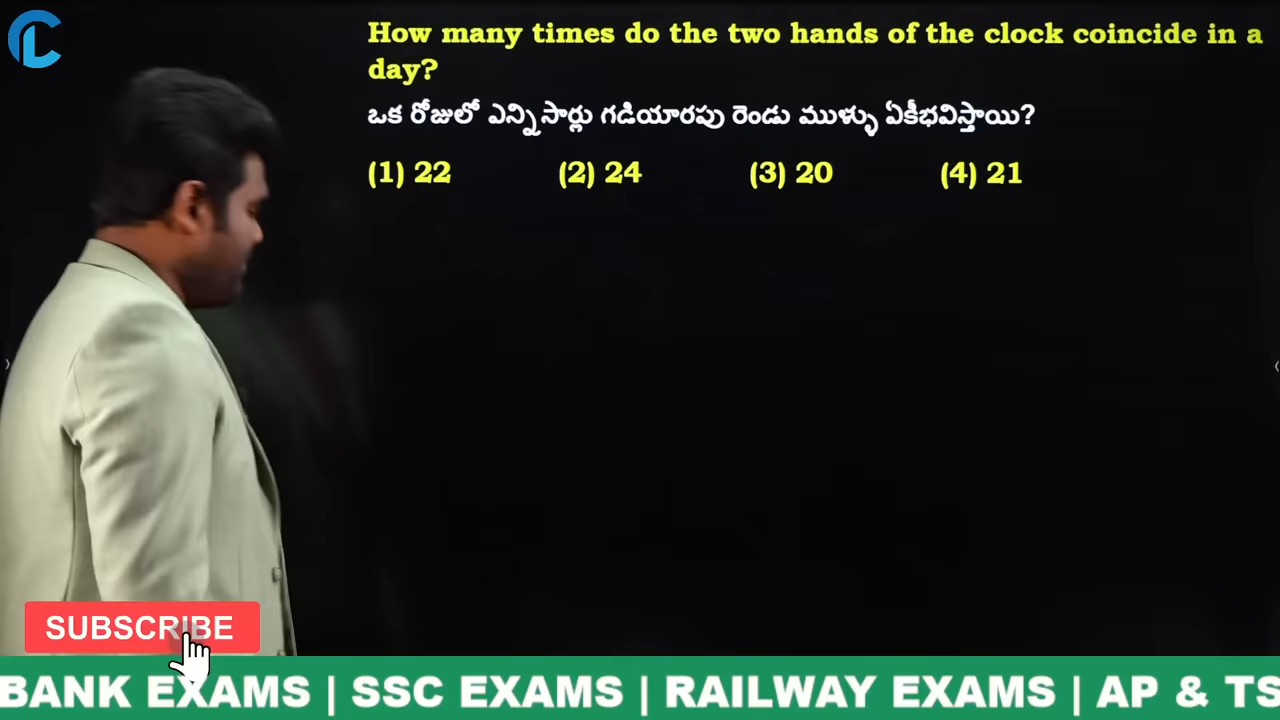 How many times do the two hands of the clock coincide in a
day?
ఒక రోజులో ఎన్నిసార్లు గడియారపు రెండు ముళ్ళు ఏకీభవిస్తాయి?
(1) 22 (2) 24 (3) 20 (4) 21
SUBSCRIBE
BANK EXAMS | SSC EXAMS | RAILWAY EXAMS | AP & TS